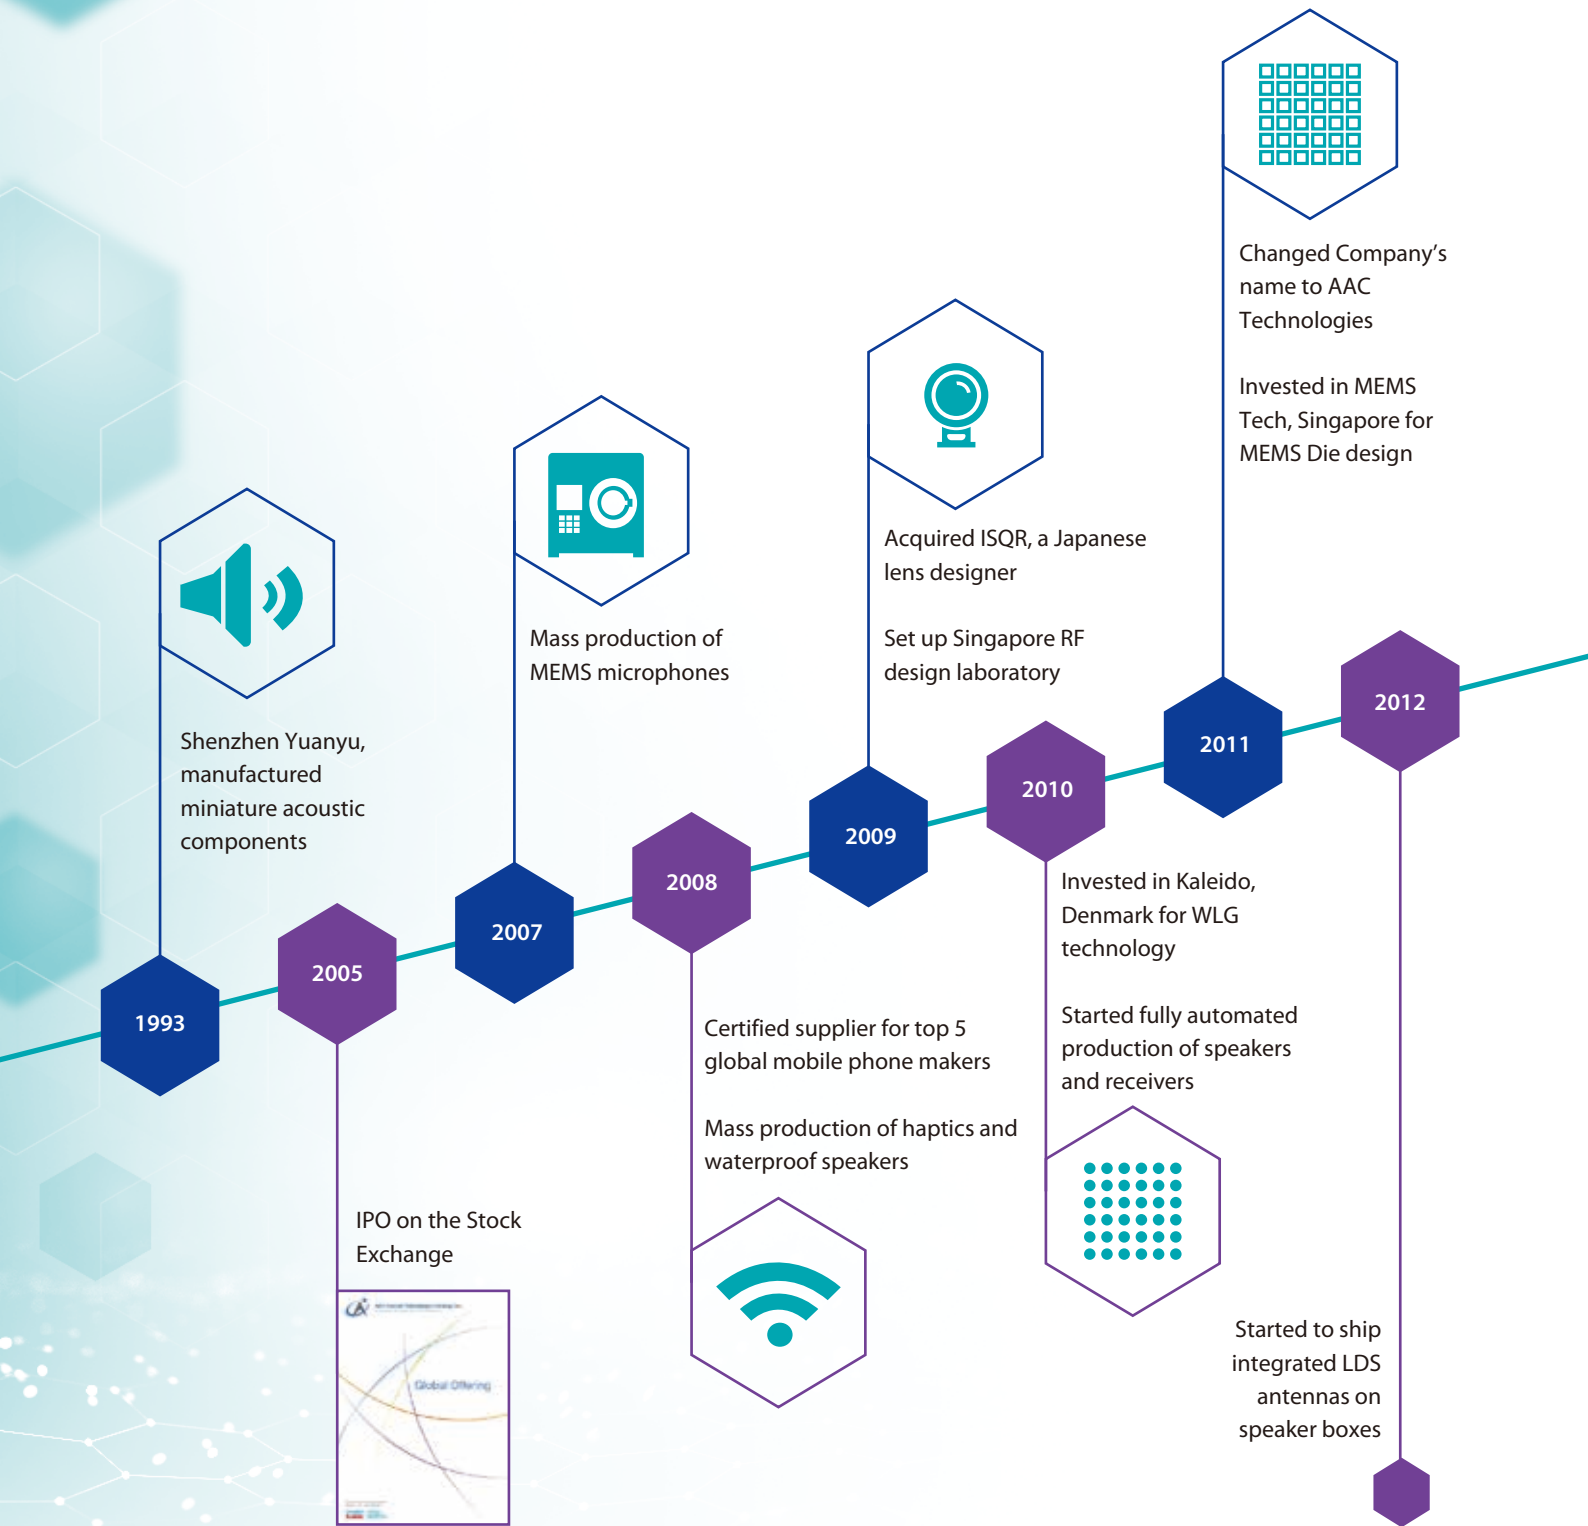 Changed Company's
name to AAC
Technologies
Invested in MEMS
Tech, Singapore for
MEMS Die design
Acquired ISQR, a Japanese
lens designer
Set up Singapore RF
design laboratory
Mass production of
MEMS microphones
Shenzhen Yuanyu,
manufactured
miniature acoustic
components
1993
2005
2007
2008
2009
2010
2011
2012
IPO on the Stock
Exchange
Global Offering
Certified supplier for top 5
global mobile phone makers
Mass production of haptics and
waterproof speakers
Invested in Kaleido,
Denmark for WLG
technology
Started fully automated
production of speakers
and receivers
Started to ship
integrated LDS
antennas on
speaker boxes